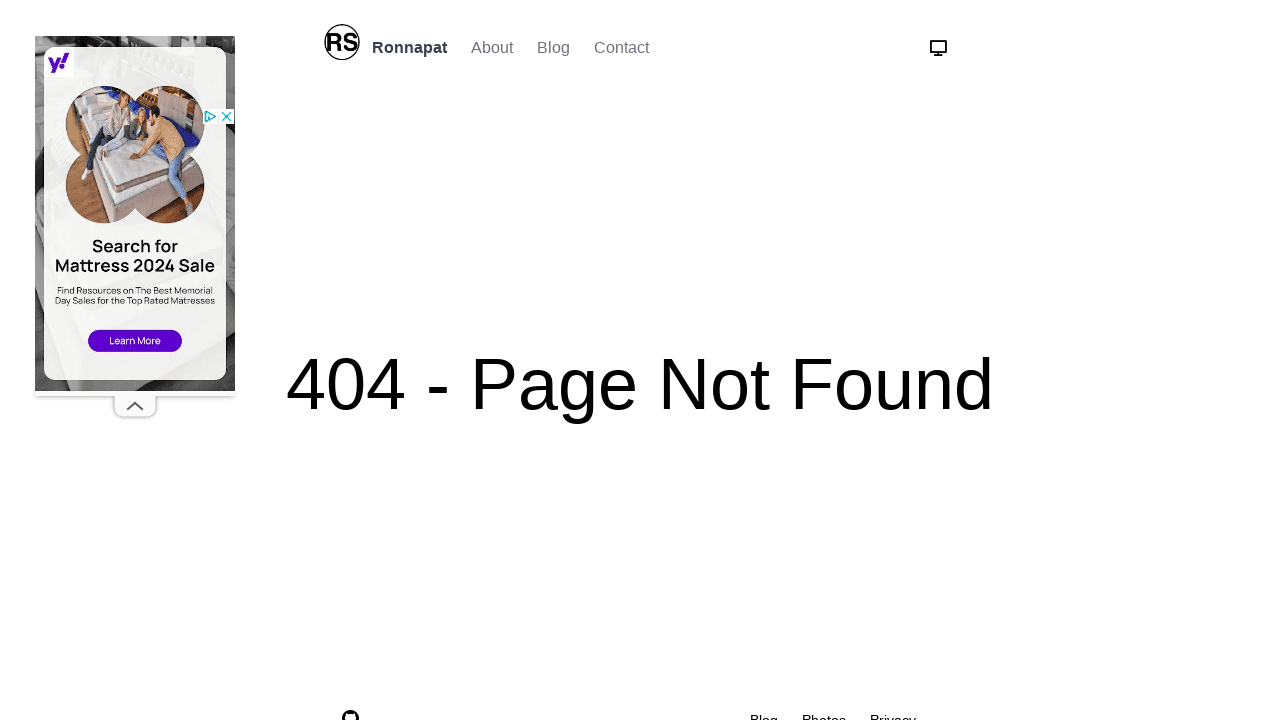 RS
Ronnapat
About
Blog
Contact
y!
Search for
Mattress 2024 Sale
Find Resources on The Best Memorial
Day Sales for the Top Rated Matresses
Learn More
404 - Page Not Found
Blog
Photos
Privacy